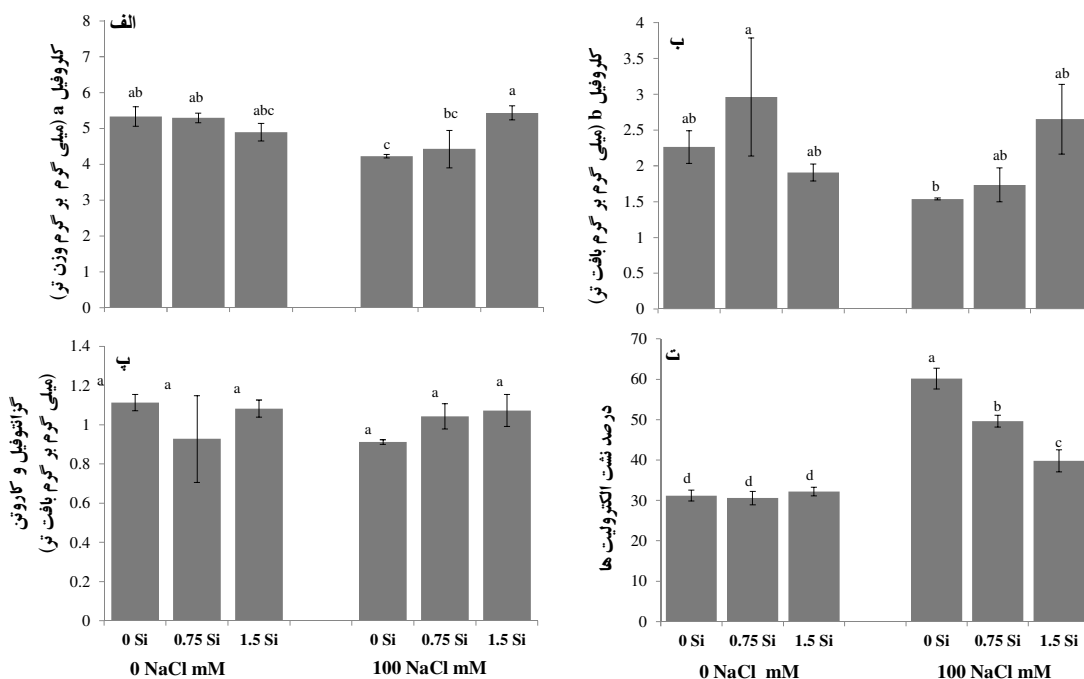 الف
کلروفیل a (میلی گرم بر گرم وزن تر)
8
7
6
5
4
3
2
1
0
ab
ab
abc
c
bc
a
ب
کلروفیل b (میلی گرم بر گرم بافت تر)
4
3.5
3
2.5
2
1.5
1
0.5
0
ab
a
ab
b
ab
ab
پ
گزانتوفیل و کاروتن
(میلی گرم بر گرم بافت تر)
1.4
1.2
1
0.8
0.6
0.4
0.2
0
a
a
a
a
a
a
0 Si 0.75 Si 1.5 Si 0 Si 0.75 Si 1.5 Si
0 NaCl mM 100 NaCl mM
ت
درصد نشت الکترولیت ها
70
60
50
40
30
20
10
0
d
d
d
a
b
c
0 Si 0.75 Si 1.5 Si 0 Si 0.75 Si 1.5 Si
0 NaCl mM 100 NaCl mM